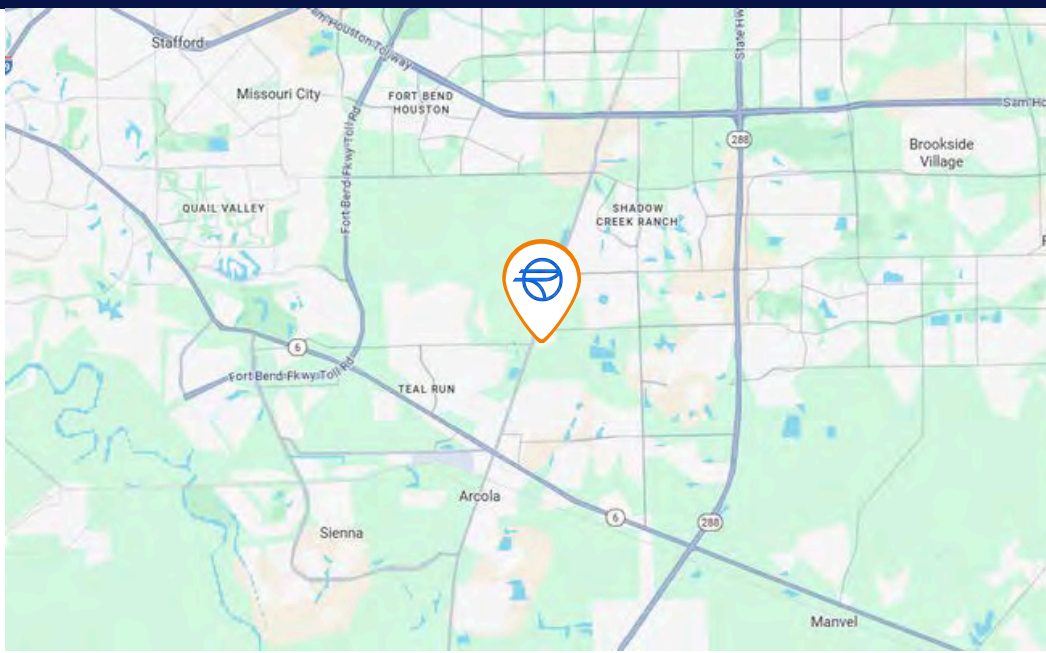 Sam Houston Tollway
Stafford
State Hwy
Missouri City
FORT BEND
HOUSTON
Sam Ho
288
Brookside
Village
Fort Bend Pkwy Toll Rd
QUAIL VALLEY
SHADOW
CREEK RANCH
6
Fort Bend Pkwy Toll Rd
TEAL RUN
Arcola
6
288
Sienna
Manvel